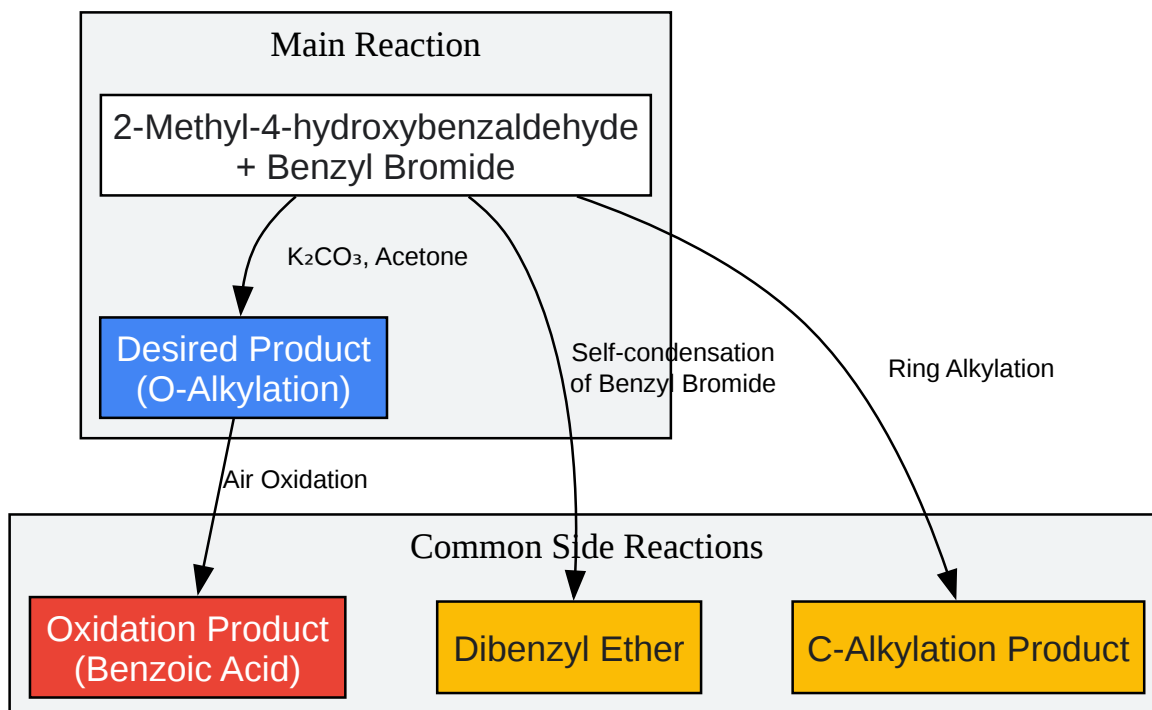 Main Reaction
2-Methyl-4-hydroxybenzaldehyde
+ Benzyl Bromide
K₂CO₃, Acetone
Desired Product
(O-Alkylation)
Self-condensation
of Benzyl Bromide
Ring Alkylation
Air Oxidation
Common Side Reactions
Oxidation Product
(Benzoic Acid)
Dibenzyl Ether
C-Alkylation Product